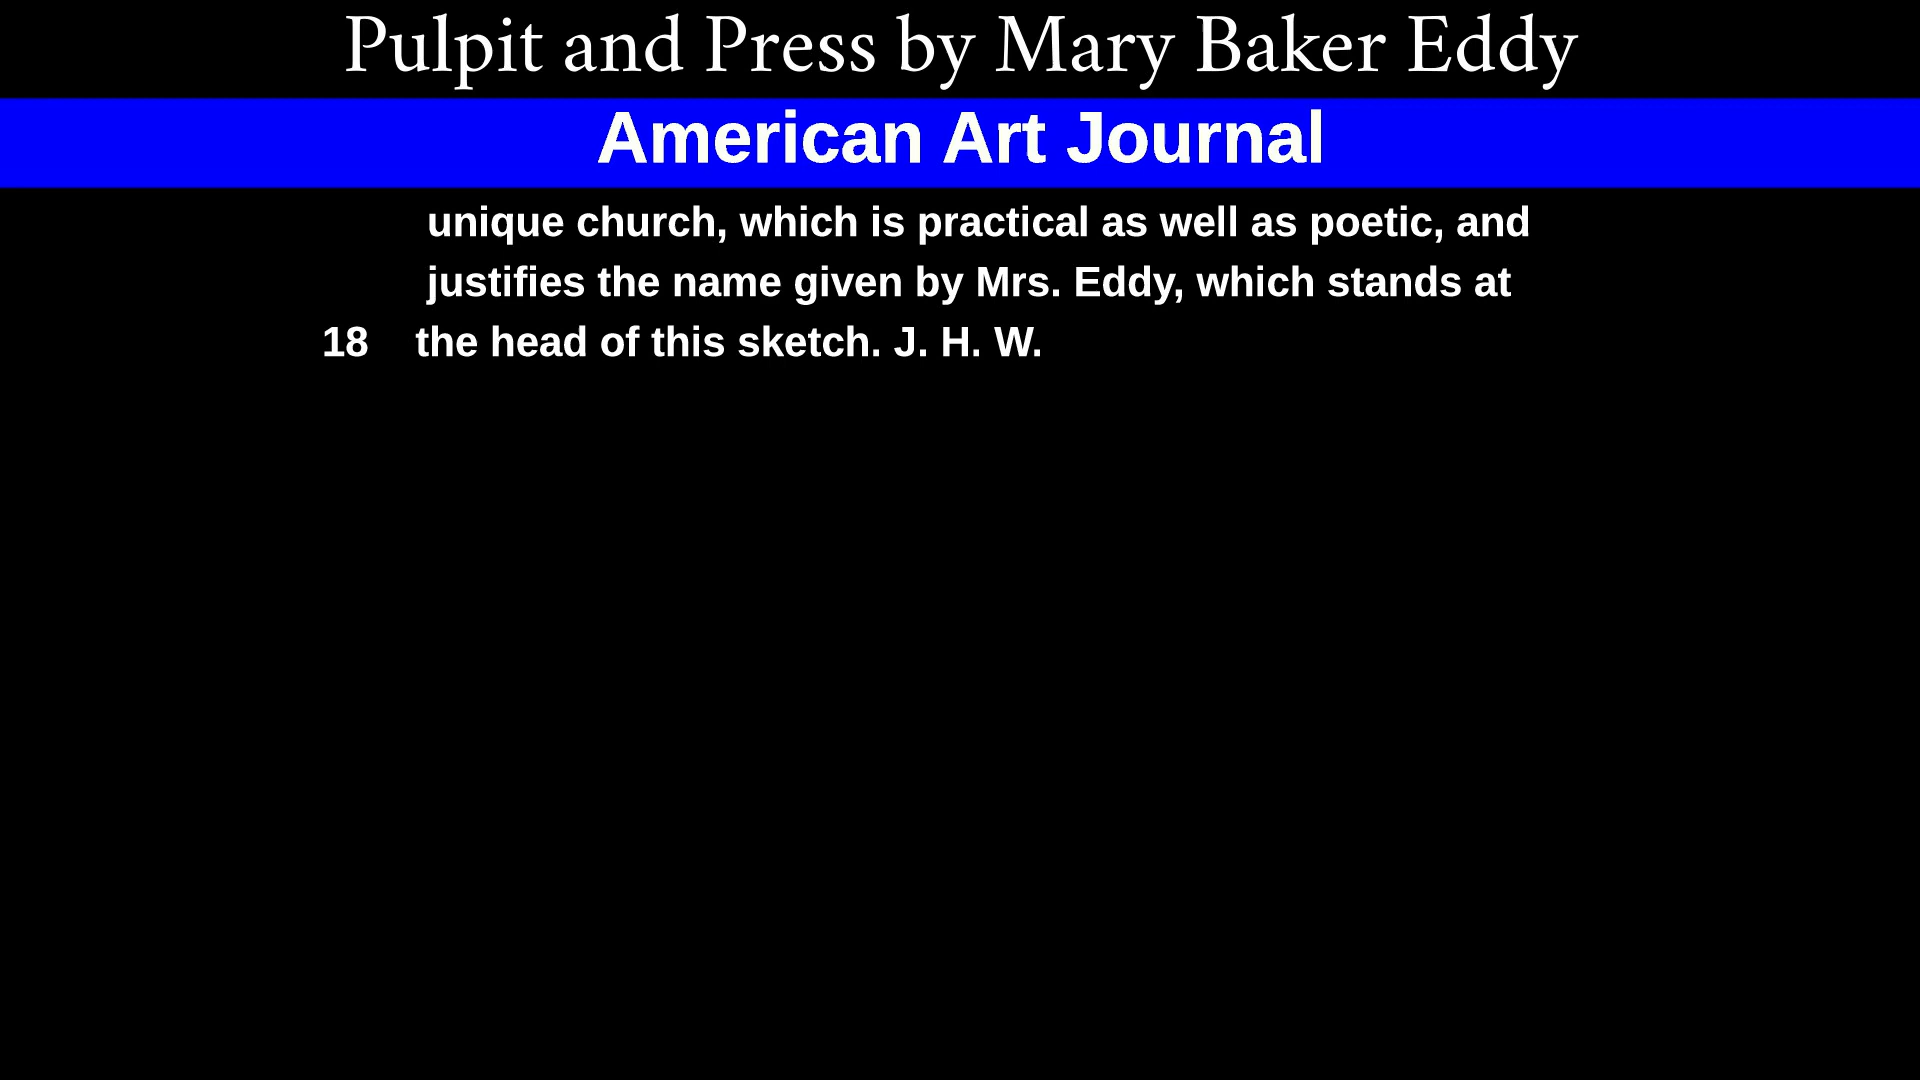 Pulpit and Press by Mary Baker Eddy
American Art Journal
unique church, which is practical as well as poetic, and
justifies the name given by Mrs. Eddy, which stands at
18 the head of this sketch. J. H. W.